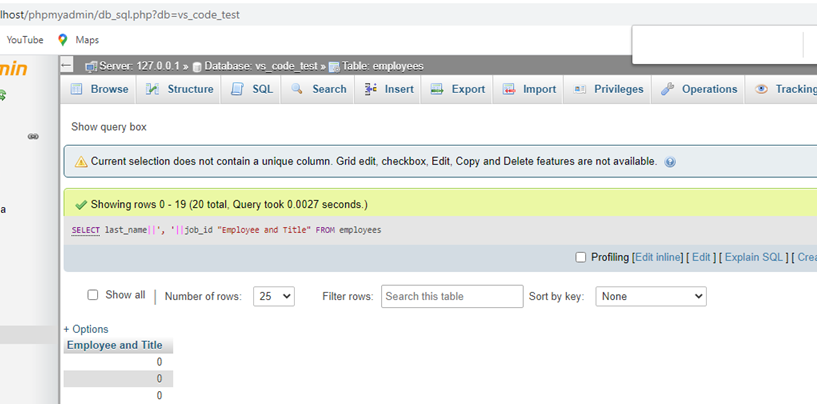 lhost/phpmyadmin/db_sql.php?db=vs_code_test
YouTube Maps
min
Server: 127.0.0.1 » Database: vs_code_test » Table: employees
Browse Structure SQL Search Insert Export Import Privileges Operations Tracking
Show query box
Current selection does not contain a unique column. Grid edit, checkbox, Edit, Copy and Delete features are not available.
a
Showing rows 0 - 19 (20 total, Query took 0.0027 seconds.)
SELECT last_name||', '||job_id "Employee and Title" FROM employees
Profiling [Edit inline] [ Edit ] [ Explain SQL ] [ Crea
Show all Number of rows: 25 Filter rows: Search this table Sort by key: None
+ Options
Employee and Title
0
0
0